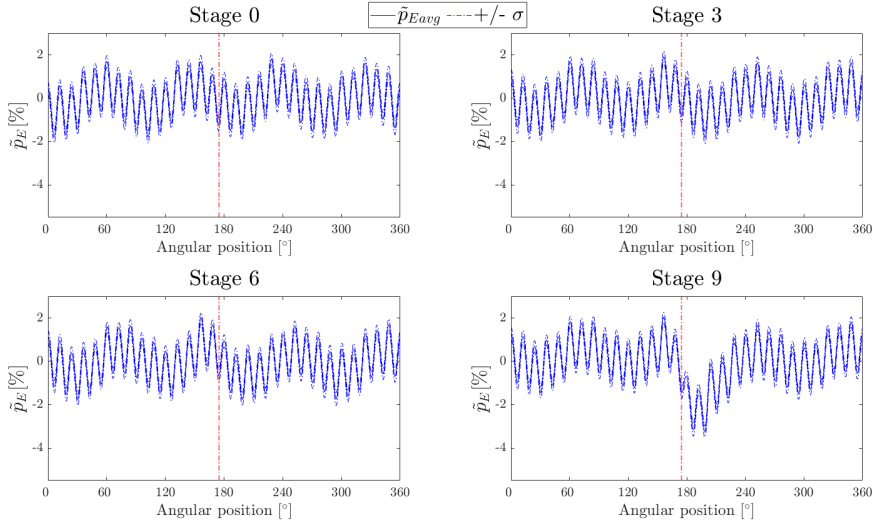 Stage 0
Stage 3
p̃Eavg +/- σ
2
0
-2
-4
p̃E [%]
0 60 120 180 240 300 360
Angular position [°]
2
0
-2
-4
p̃E [%]
0 60 120 180 240 300 360
Angular position [°]
Stage 6
Stage 9
2
0
-2
-4
p̃E [%]
0 60 120 180 240 300 360
Angular position [°]
2
0
-2
-4
p̃E [%]
0 60 120 180 240 300 360
Angular position [°]